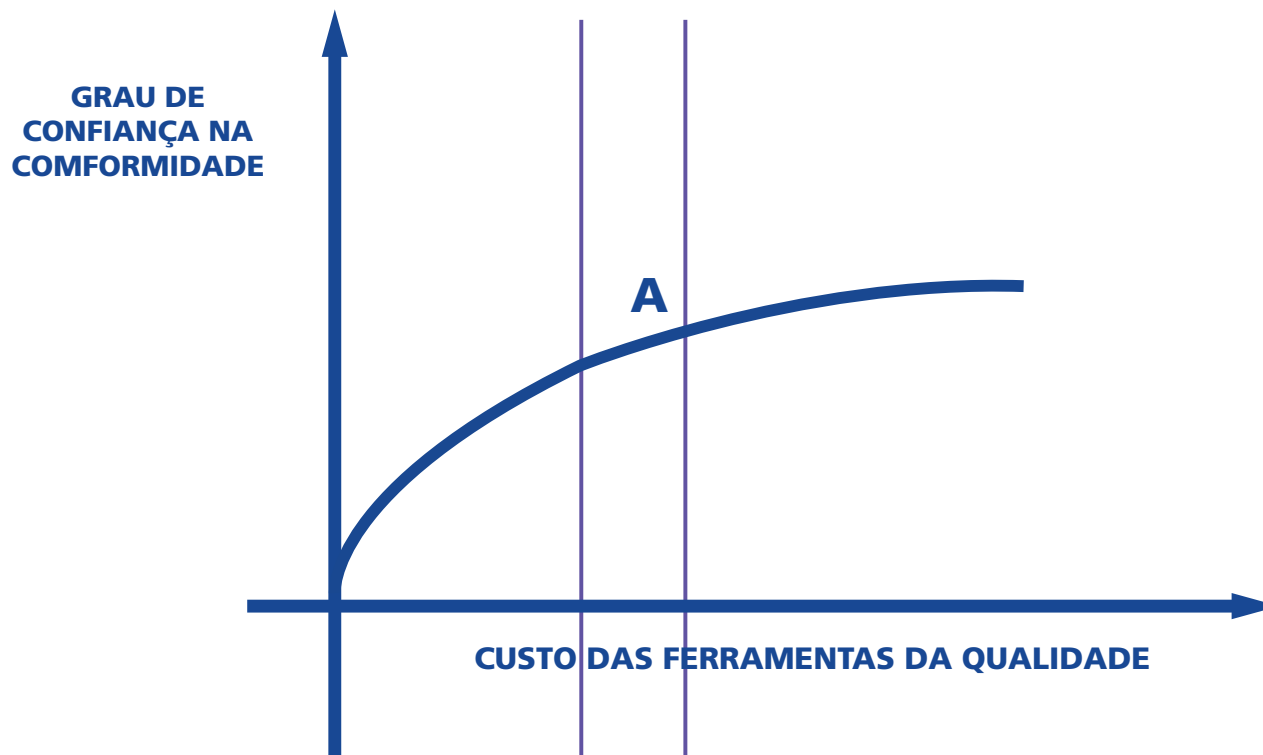 GRAU DE
CONFIANÇA NA
COMFORMIDADE
A
CUSTO DAS FERRAMENTAS DA QUALIDADE